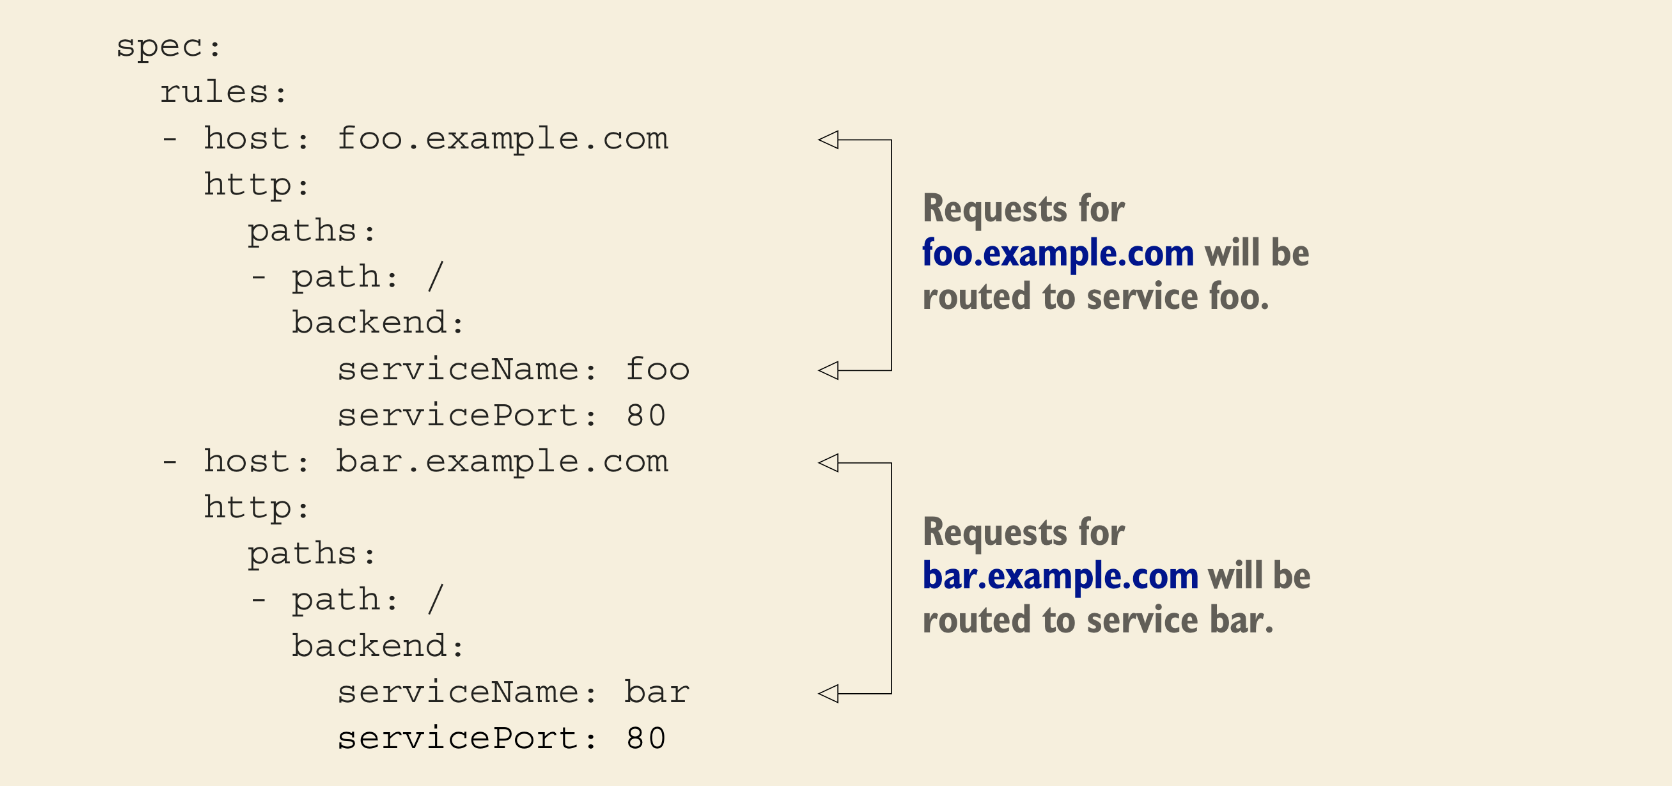 spec:
  rules:
  - host: foo.example.com
    http:
      paths:
      - path: /
        backend:
          serviceName: foo
          servicePort: 80
  - host: bar.example.com
    http:
      paths:
      - path: /
        backend:
          serviceName: bar
          servicePort: 80
Requests for
foo.example.com will be
routed to service foo.
Requests for
bar.example.com will be
routed to service bar.